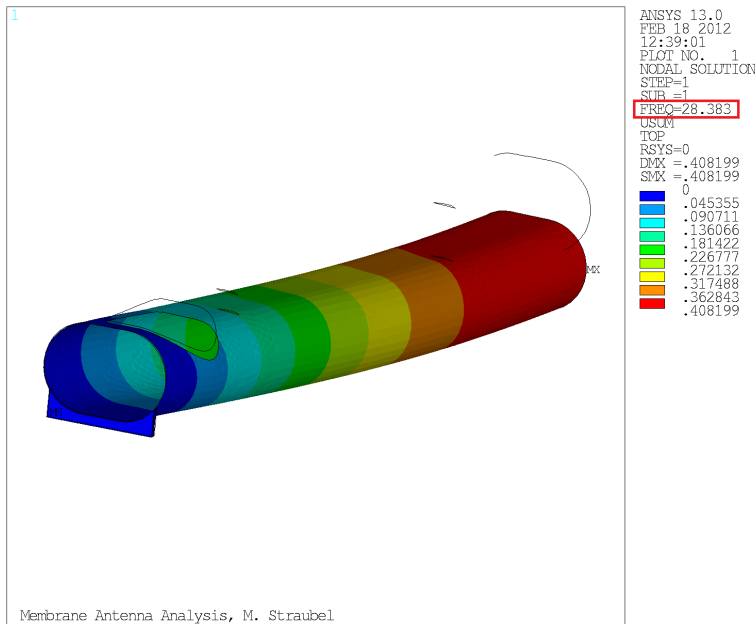 1
ANSYS 13.0
FEB 18 2012
12:39:01
PLOT NO.   1
NODAL SOLUTION
STEP=1
SUB =1
FREQ=28.383
USUM
TOP
RSYS=0
DMX =.408199
SMX =.408199
0
.045355
.090711
.136066
.181422
.226777
.272132
.317488
.362843
.408199
MX
Membrane Antenna Analysis, M. Straubel